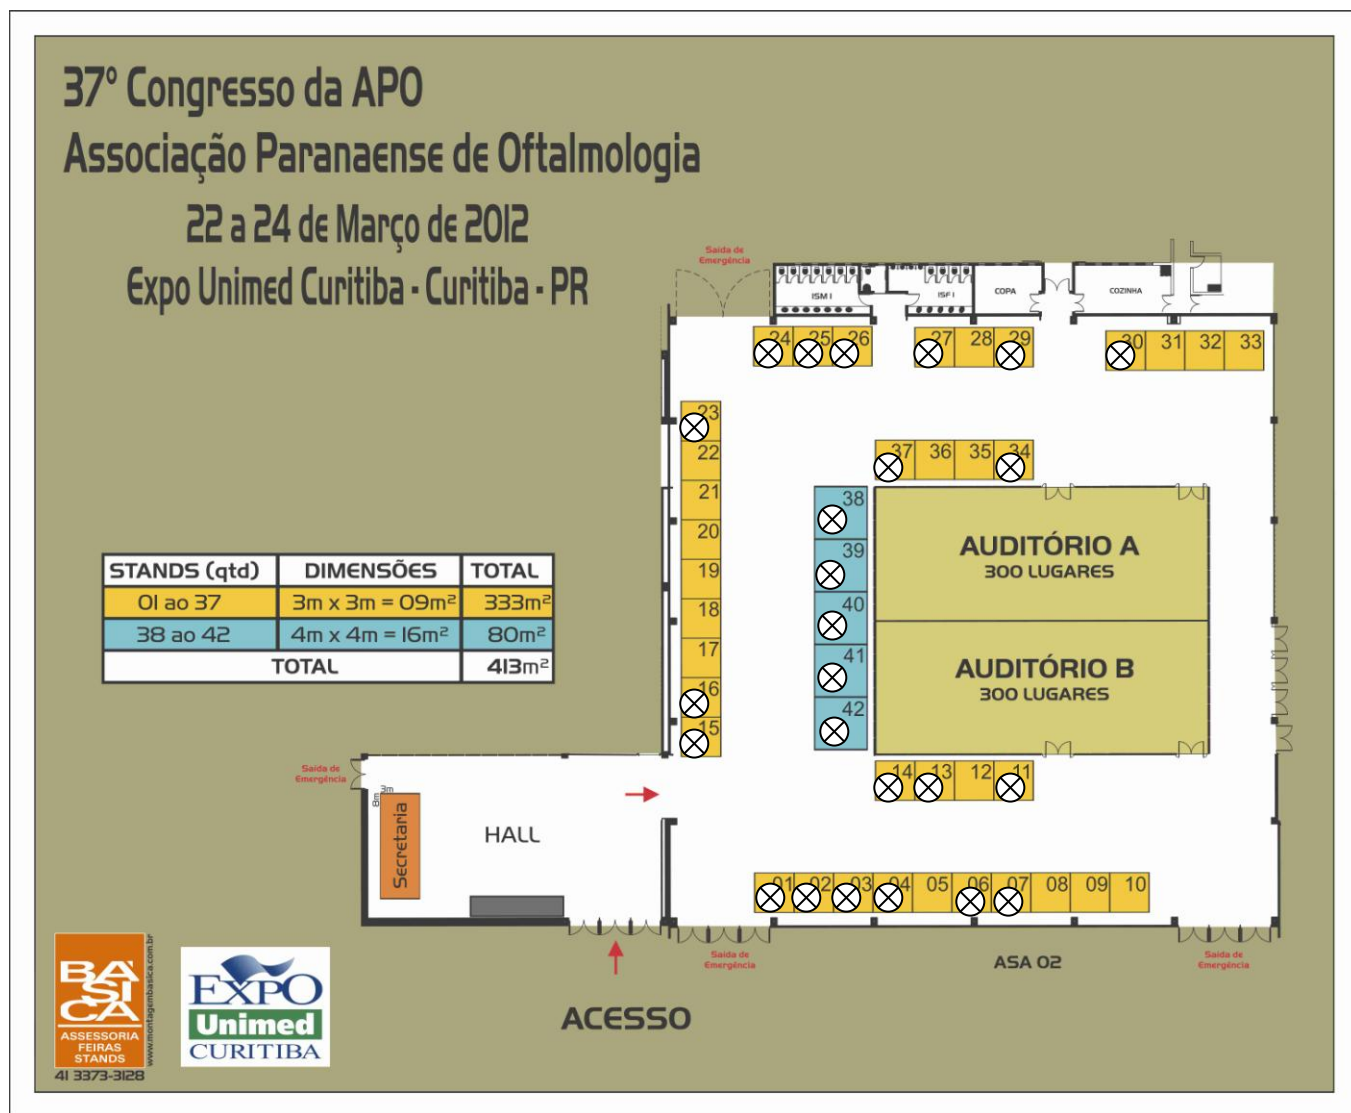 37º Congresso da APO
Associação Paranaense de Oftalmologia
22 a 24 de Março de 2012
Expo Unimed Curitiba - Curitiba - PR
Saída de
Emergência
ISM I
ISF I
COPA
COZINHA
24 25 26
27 28 29
30 31 32 33
23
22
21
20
19
18
17
16
15
37 36 35 34
38
39
40
41
42
AUDITÓRIO A
300 LUGARES
AUDITÓRIO B
300 LUGARES
STANDS (qtd) DIMENSÕES TOTAL
01 ao 37 3m x 3m = 09m² 333m²
38 ao 42 4m x 4m = 16m² 80m²
TOTAL 413m²
14 13 12 11
Saída de
Emergência
8m
3m
Secretaria
HALL
01 02 03 04 05 06 07 08 09 10
Saída de
Emergência
ASA 02
Saída de
Emergência
ACESSO
BÁSICA
ASSESSORIA
FEIRAS
STANDS
www.montagembasica.com.br
41 3373-3128
EXPO
Unimed
CURITIBA